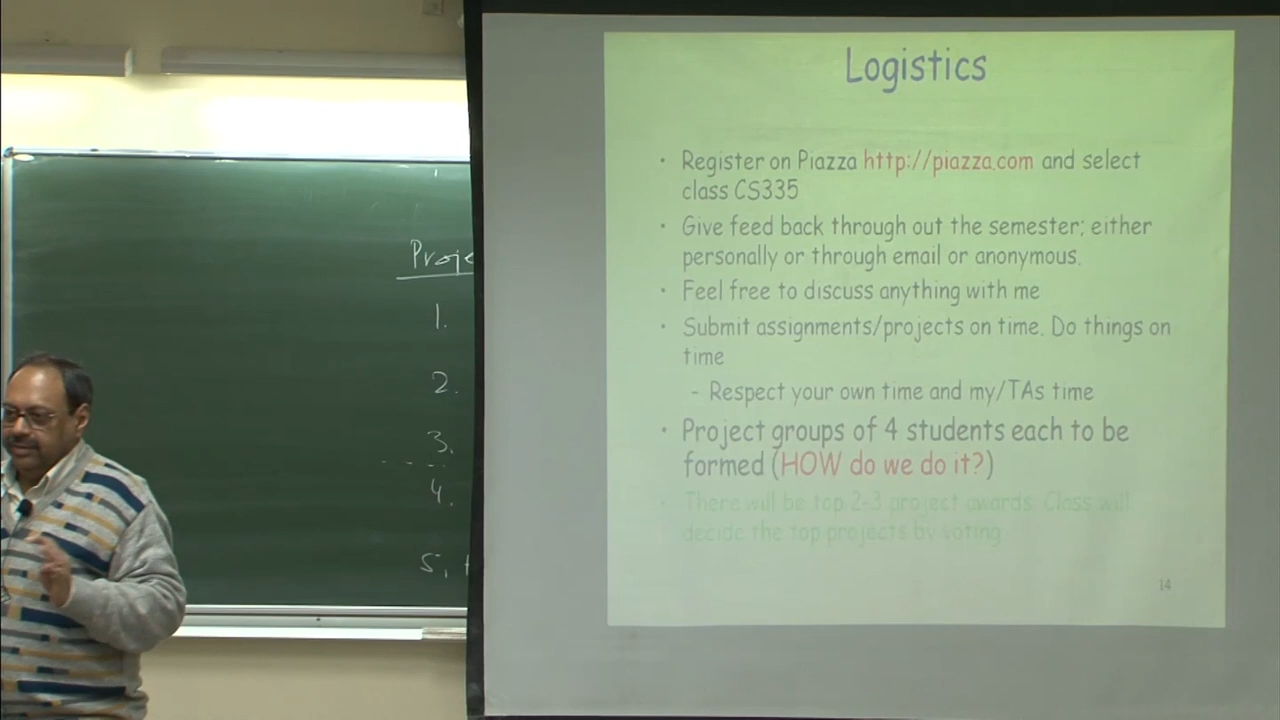 Logistics
• Register on Piazza http://piazza.com and select
class CS335
• Give feed back through out the semester; either
personally or through email or anonymous.
• Feel free to discuss anything with me
• Submit assignments/projects on time. Do things on
time
- Respect your own time and my/TAs time
• Project groups of 4 students each to be
formed (HOW do we do it?)
• There will be top 2-3 project awards. Class will
decide the top projects by voting
14
Proje
1.
2.
3.
4.
5.